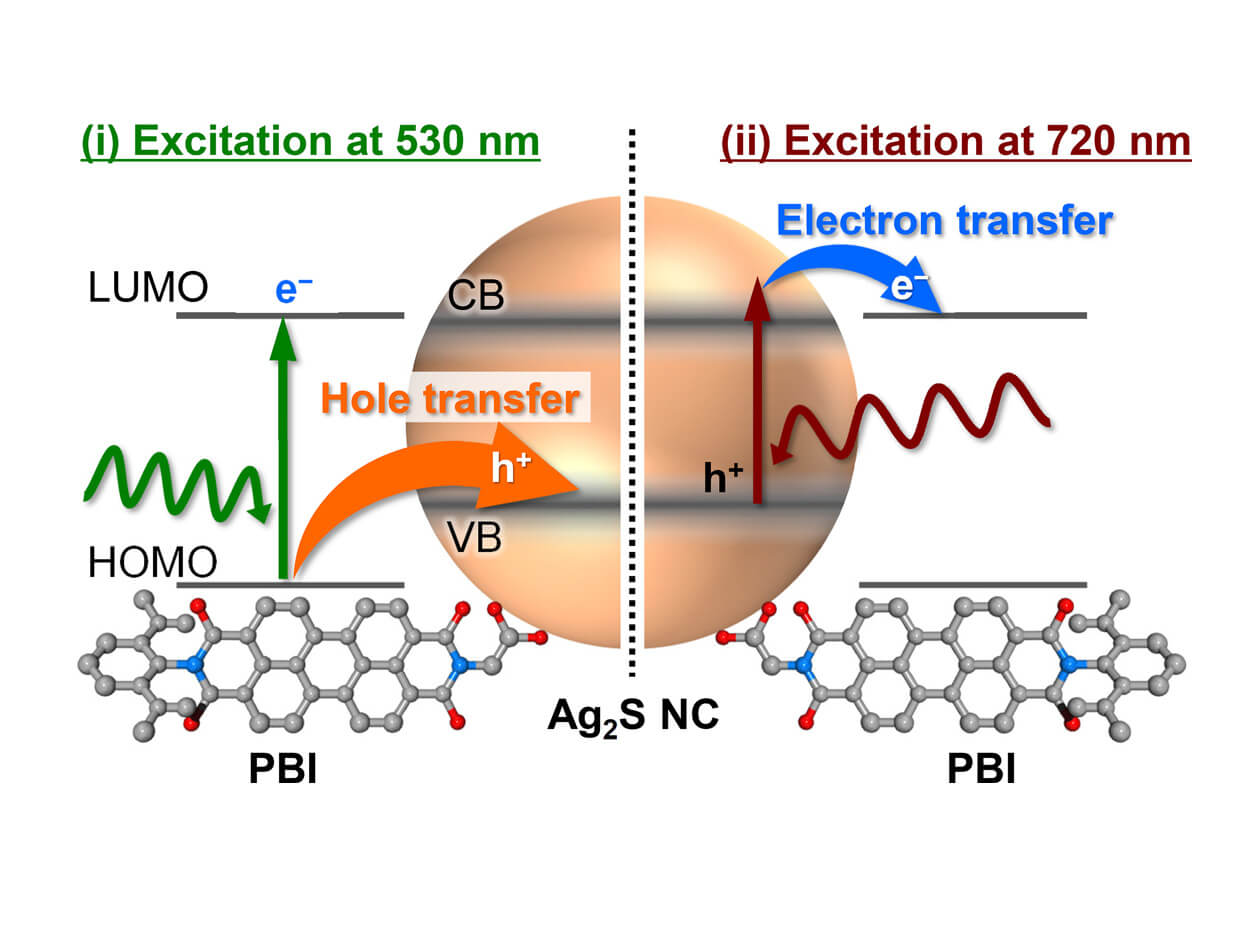 (i) Excitation at 530 nm
(ii) Excitation at 720 nm
Electron transfer
LUMO
e⁻
CB
e⁻
Hole transfer
h⁺
h⁺
VB
HOMO
Ag₂S NC
PBI
PBI